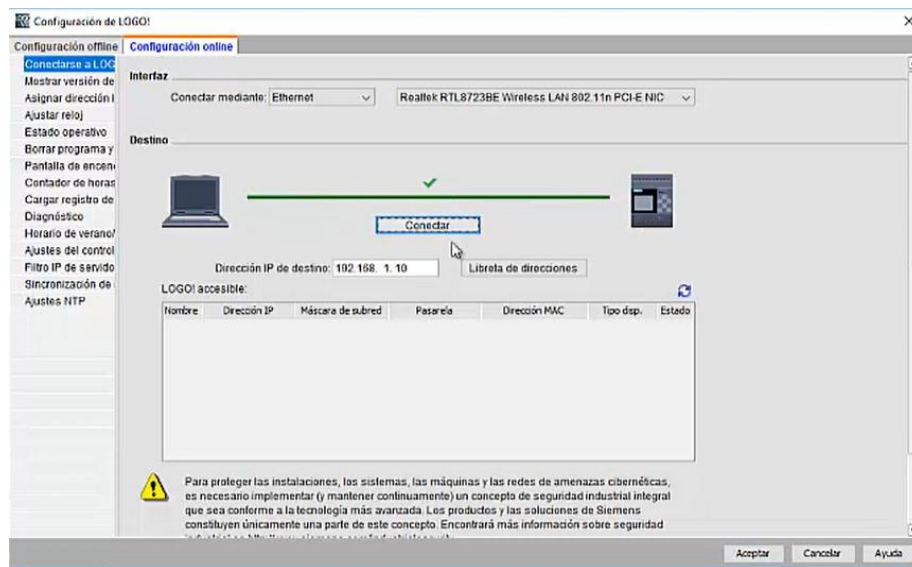 Configuración de LOGO!
Configuración offline Configuración online
Conectarse a LOG
Mostrar versión de
Asignar dirección I
Ajustar reloj
Estado operativo
Borrar programa y
Pantalla de encen
Contador de horas
Cargar registro de
Diagnóstico
Horario de verano/
Ajustes del control
Filtro IP de servido
Sincronización de
Ajustes NTP
Interfaz
Conectar mediante: Ethernet Realtek RTL8723BE Wireless LAN 802.11n PCI-E NIC
Destino
Conectar
Dirección IP de destino: 192.168. 1. 10 Libreta de direcciones
LOGO! accesible:
Nombre Dirección IP Máscara de subred Pasarela Dirección MAC Tipo disp. Estado
Para proteger las instalaciones, los sistemas, las máquinas y las redes de amenazas cibernéticas,
es necesario implementar (y mantener continuamente) un concepto de seguridad industrial integral
que sea conforme a la tecnología más avanzada. Los productos y las soluciones de Siemens
constituyen únicamente una parte de este concepto. Encontrará más información sobre seguridad
Aceptar Cancelar Ayuda